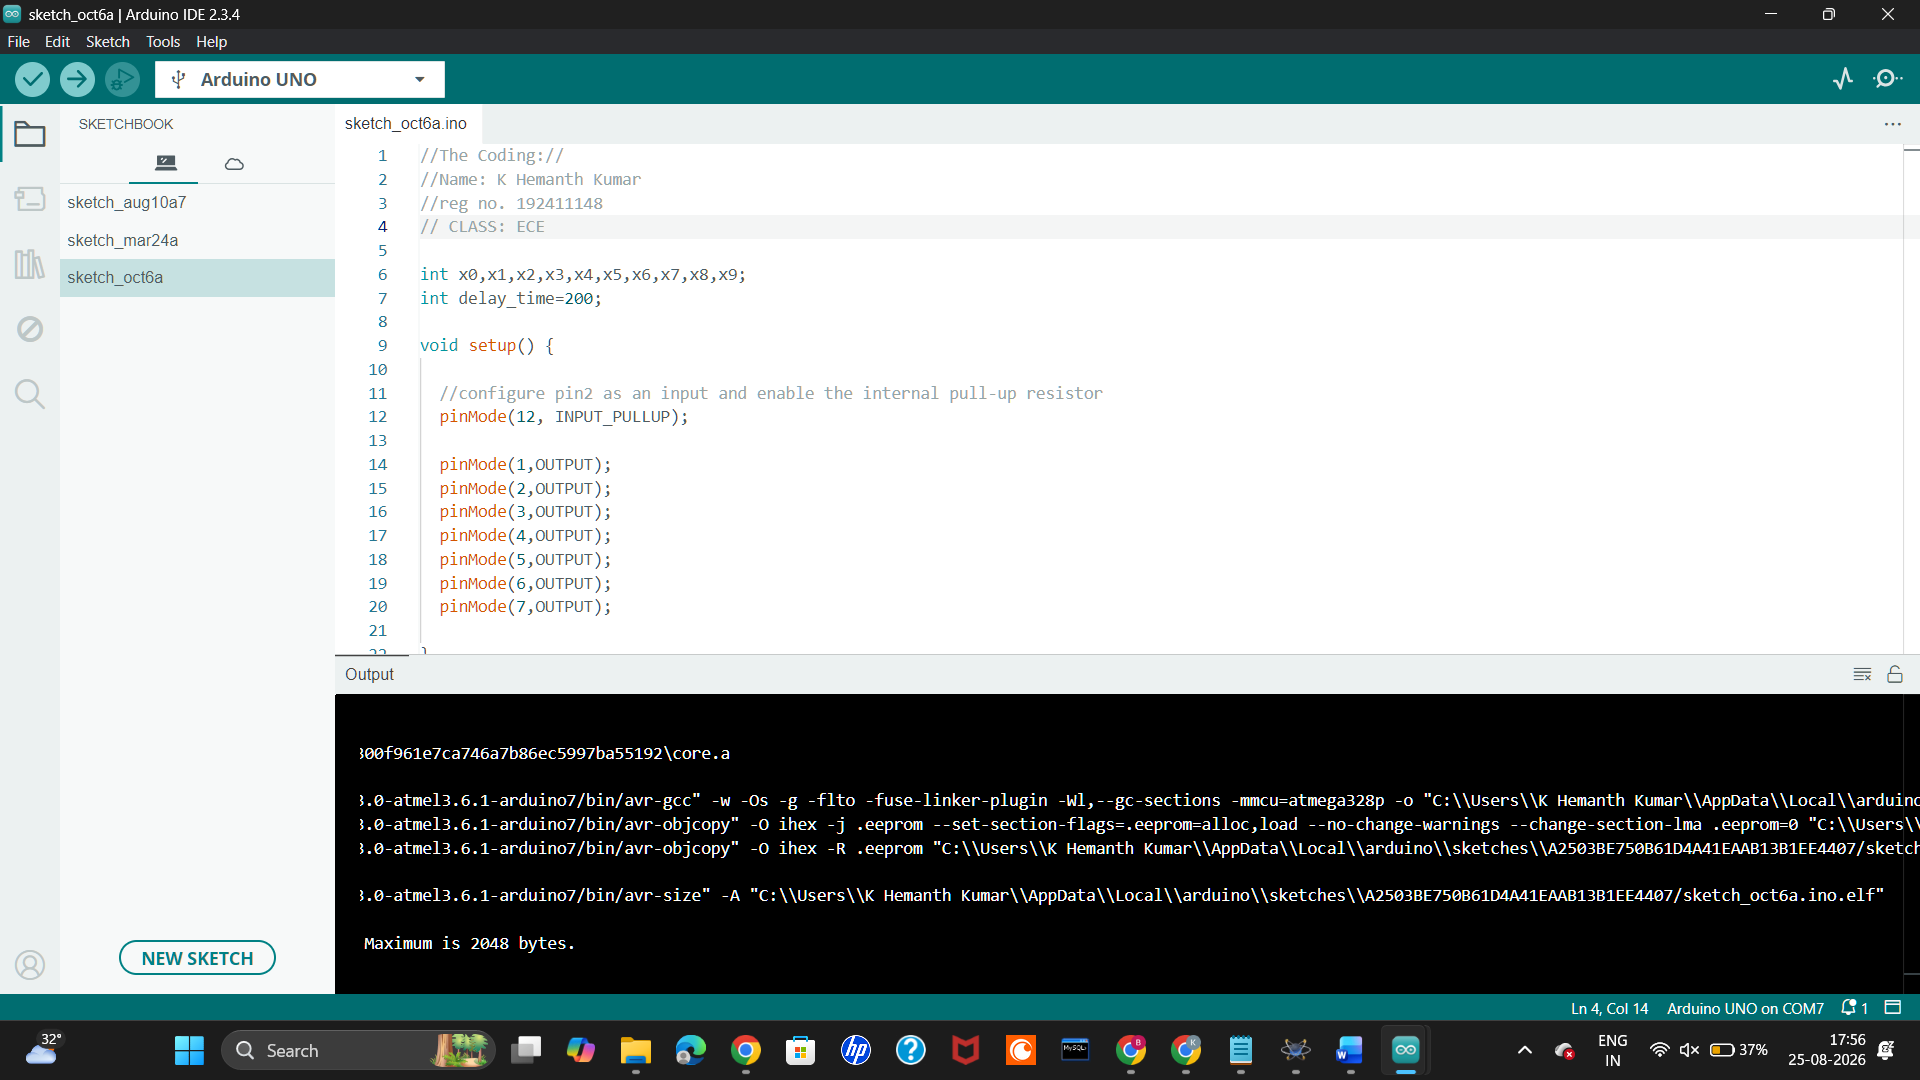 sketch_oct6a | Arduino IDE 2.3.4
File Edit Sketch Tools Help
Arduino UNO
SKETCHBOOK
sketch_aug10a7
sketch_mar24a
sketch_oct6a
NEW SKETCH
sketch_oct6a.ino
1 //The Coding://
2 //Name: K Hemanth Kumar
3 //reg no. 192411148
4 // CLASS: ECE
5
6 int x0,x1,x2,x3,x4,x5,x6,x7,x8,x9;
7 int delay_time=200;
8
9 void setup() {
10
11 //configure pin2 as an input and enable the internal pull-up resistor
12 pinMode(12, INPUT_PULLUP);
13
14 pinMode(1,OUTPUT);
15 pinMode(2,OUTPUT);
16 pinMode(3,OUTPUT);
17 pinMode(4,OUTPUT);
18 pinMode(5,OUTPUT);
19 pinMode(6,OUTPUT);
20 pinMode(7,OUTPUT);
21
22 }
Output
300f961e7ca746a7b86ec5997ba55192\core.a
3.0-atmel3.6.1-arduino7/bin/avr-gcc" -w -Os -g -flto -fuse-linker-plugin -Wl,--gc-sections -mmcu=atmega328p -o "C:\\Users\\K Hemanth Kumar\\AppData\\Local\\arduino
3.0-atmel3.6.1-arduino7/bin/avr-objcopy" -O ihex -j .eeprom --set-section-flags=.eeprom=alloc,load --no-change-warnings --change-section-lma .eeprom=0 "C:\\Users\\
3.0-atmel3.6.1-arduino7/bin/avr-objcopy" -O ihex -R .eeprom "C:\\Users\\K Hemanth Kumar\\AppData\\Local\\arduino\\sketches\\A2503BE750B61D4A41EAAB13B1EE4407/sketch
3.0-atmel3.6.1-arduino7/bin/avr-size" -A "C:\\Users\\K Hemanth Kumar\\AppData\\Local\\arduino\\sketches\\A2503BE750B61D4A41EAAB13B1EE4407/sketch_oct6a.ino.elf"
Maximum is 2048 bytes.
Ln 4, Col 14 Arduino UNO on COM7 1
32°
Search
hp
MySQL
B
K
W
ENG
IN
37%
17:56
25-08-2026